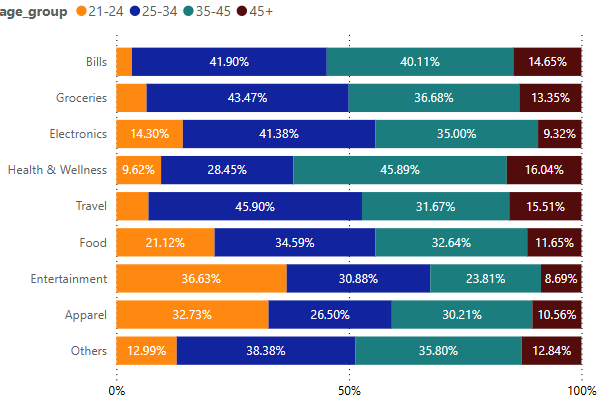 age_group 21-24 25-34 35-45 45+
Bills 41.90% 40.11% 14.65%
Groceries 43.47% 36.68% 13.35%
Electronics 14.30% 41.38% 35.00% 9.32%
Health & Wellness 9.62% 28.45% 45.89% 16.04%
Travel 45.90% 31.67% 15.51%
Food 21.12% 34.59% 32.64% 11.65%
Entertainment 36.63% 30.88% 23.81% 8.69%
Apparel 32.73% 26.50% 30.21% 10.56%
Others 12.99% 38.38% 35.80% 12.84%
0% 50% 100%